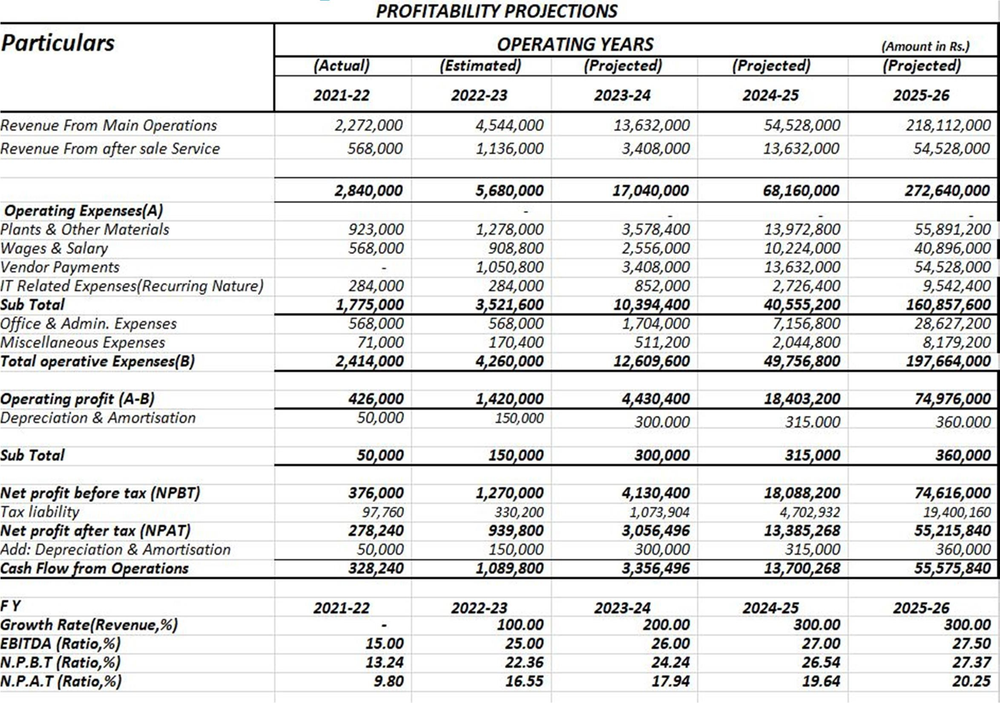 PROFITABILITY PROJECTIONS
Particulars OPERATING YEARS (Amount in Rs.)
(Actual) (Estimated) (Projected) (Projected) (Projected)
2021-22 2022-23 2023-24 2024-25 2025-26
Revenue From Main Operations 2,272,000 4,544,000 13,632,000 54,528,000 218,112,000
Revenue From after sale Service 568,000 1,136,000 3,408,000 13,632,000 54,528,000
2,840,000 5,680,000 17,040,000 68,160,000 272,640,000
Operating Expenses(A) - - - -
Plants & Other Materials 923,000 1,278,000 3,578,400 13,972,800 55,891,200
Wages & Salary 568,000 908,800 2,556,000 10,224,000 40,896,000
Vendor Payments - 1,050,800 3,408,000 13,632,000 54,528,000
IT Related Expenses(Recurring Nature) 284,000 284,000 852,000 2,726,400 9,542,400
Sub Total 1,775,000 3,521,600 10,394,400 40,555,200 160,857,600
Office & Admin. Expenses 568,000 568,000 1,704,000 7,156,800 28,627,200
Miscellaneous Expenses 71,000 170,400 511,200 2,044,800 8,179,200
Total operative Expenses(B) 2,414,000 4,260,000 12,609,600 49,756,800 197,664,000
Operating profit (A-B) 426,000 1,420,000 4,430,400 18,403,200 74,976,000
Depreciation & Amortisation 50,000 150,000 300.000 315.000 360.000
Sub Total 50,000 150,000 300,000 315,000 360,000
Net profit before tax (NPBT) 376,000 1,270,000 4,130,400 18,088,200 74,616,000
Tax liability 97,760 330,200 1,073,904 4,702,932 19,400,160
Net profit after tax (NPAT) 278,240 939,800 3,056,496 13,385,268 55,215,840
Add: Depreciation & Amortisation 50,000 150,000 300,000 315,000 360,000
Cash Flow from Operations 328,240 1,089,800 3,356,496 13,700,268 55,575,840
F Y 2021-22 2022-23 2023-24 2024-25 2025-26
Growth Rate(Revenue,%) - 100.00 200.00 300.00 300.00
EBITDA (Ratio,%) 15.00 25.00 26.00 27.00 27.50
N.P.B.T (Ratio,%) 13.24 22.36 24.24 26.54 27.37
N.P.A.T (Ratio,%) 9.80 16.55 17.94 19.64 20.25